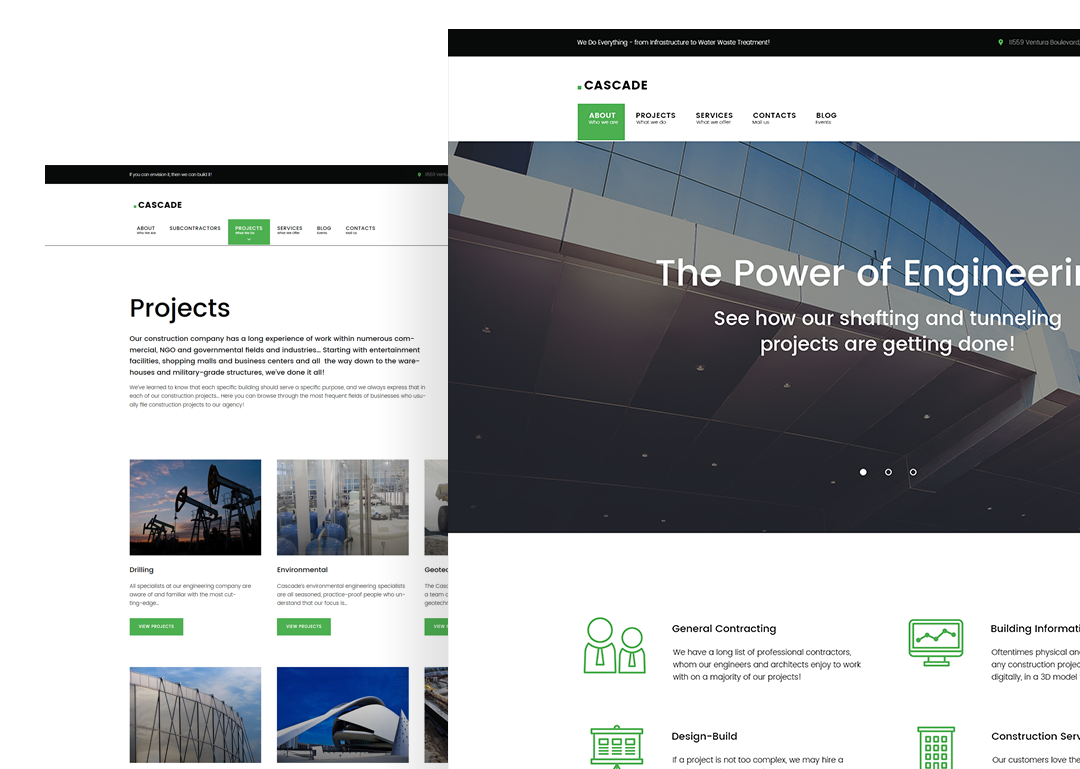 We Do Everything - from Infrastructure to Water Waste Treatment!
11559 Ventura Boulevard,
CASCADE
ABOUT PROJECTS SERVICES CONTACTS BLOG
Who we are What we do What we offer Mail us Events
The Power of Engineeri
See how our shafting and tunneling
projects are getting done!
General Contracting
We have a long list of professional contractors,
whom our engineers and architects enjoy to work
with on a majority of our projects!
Building Informati
Oftentimes physical an
any construction projec
digitally, in a 3D model
Design-Build
If a project is not too complex, we may hire a
Construction Serv
Our customers love the
If you can envision it, then we can build it!
11559 Ventu
CASCADE
ABOUT SUBCONTRACTORS PROJECTS SERVICES BLOG CONTACTS
Who We Are What We Do What We Offer Events Mail Us
Projects
Our construction company has a long experience of work within numerous com-
mercial, NGO and governmental fields and industries... Starting with entertainment
facilities, shopping malls and business centers and all the way down to the ware-
houses and military-grade structures, we've done it all!
We've learned to know that each specific building should serve a specific purpose, and we always express that in
each of our construction projects... Here you can browse through the most frequent fields of businesses who usu-
ally file construction projects to our agency!
Drilling
All specialists at our engineering company are
aware of and familiar with the most cut-
ting-edge...
VIEW PROJECTS
Environmental
Cascade's environmental engineering specialists
are all seasoned, practice-proof people who un-
derstand that our focus is...
VIEW PROJECTS
Geotec
The Casc
a team o
geotechn
VIEW P